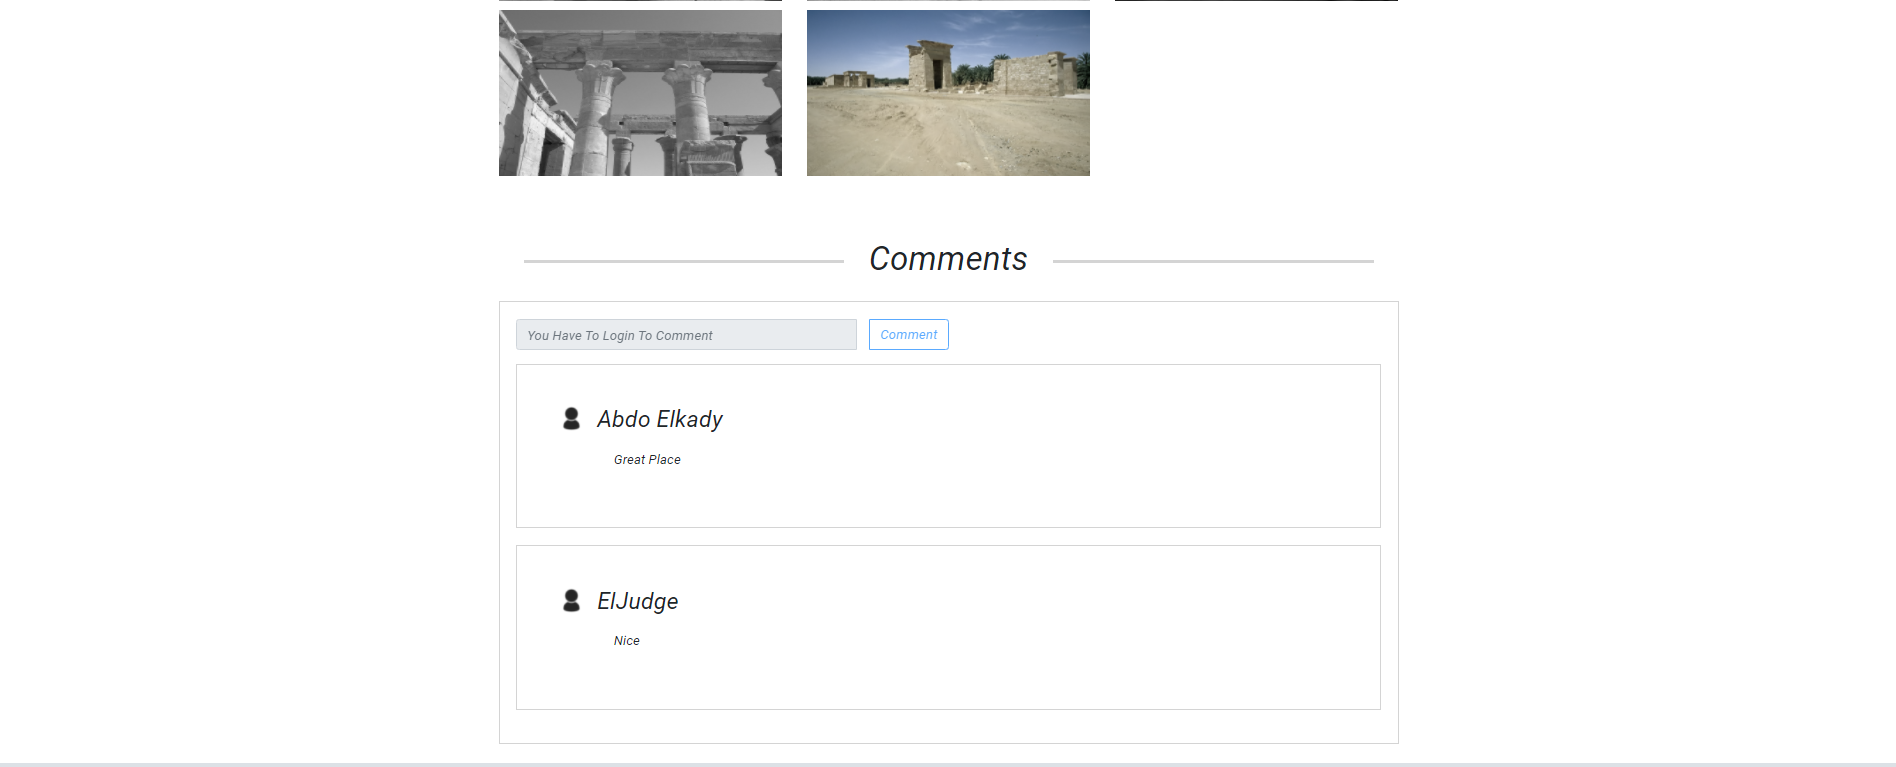 Comments
You Have To Login To Comment
Comment
Abdo Elkady
Great Place
ElJudge
Nice